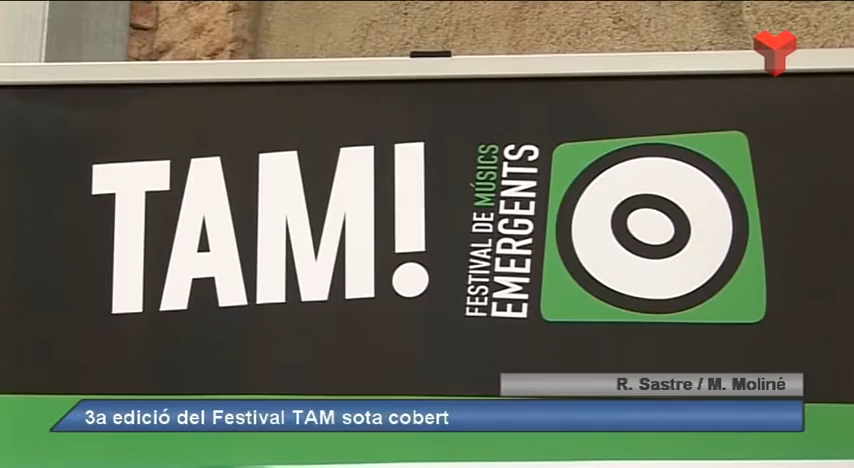 TAM!
FESTIVAL DE MÚSICS
EMERGENTS
R. Sastre / M. Moliné
3a edició del Festival TAM sota cobert